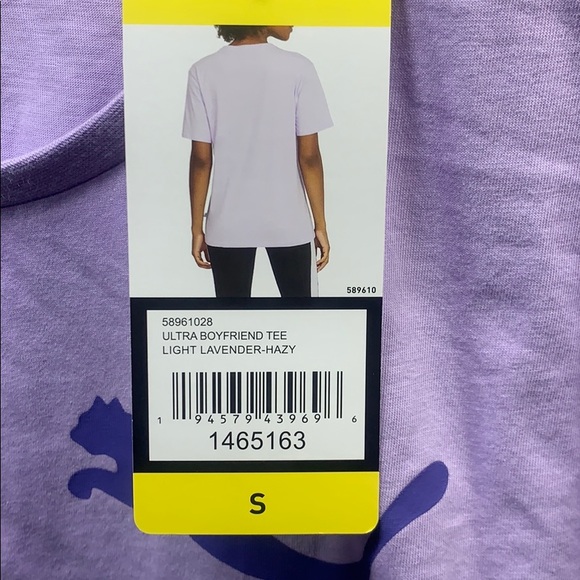 589610
58961028
ULTRA BOYFRIEND TEE
LIGHT LAVENDER-HAZY
1 94579 43969 6
1465163
S